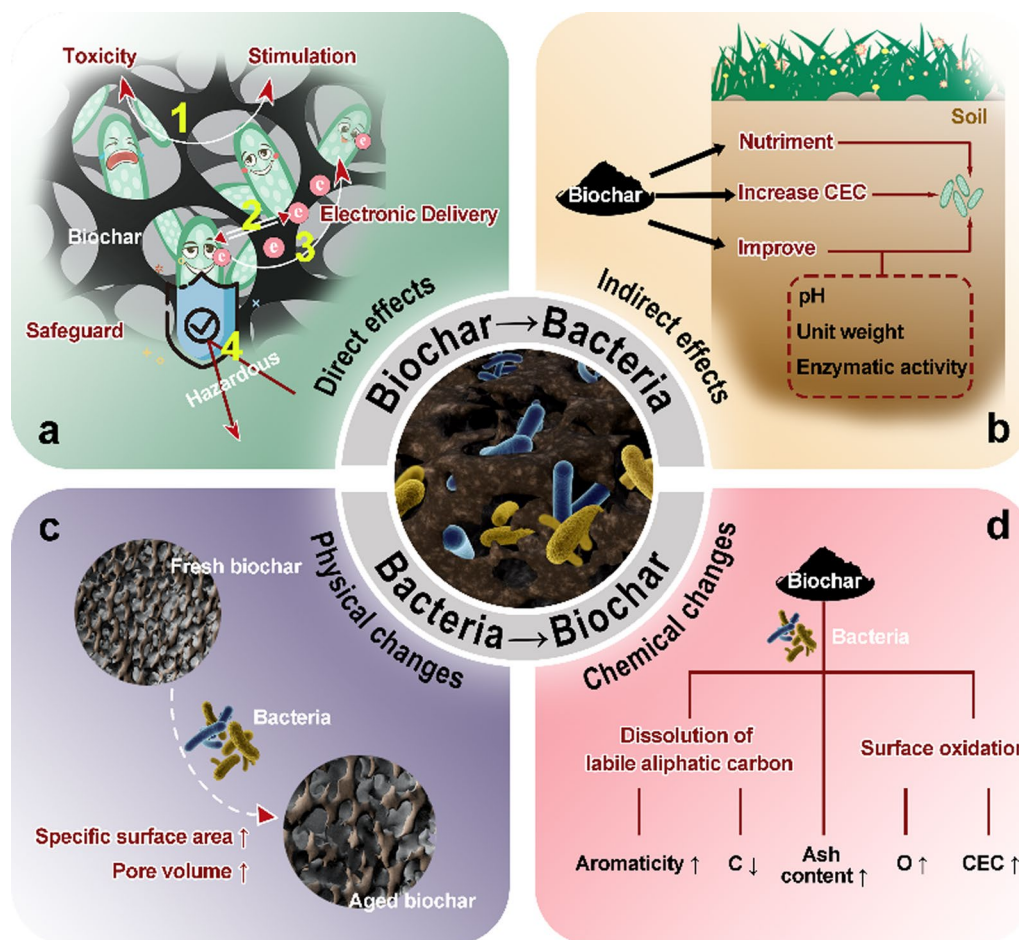 Toxicity
Stimulation
1
e
e
2
Electronic Delivery
Biochar
e
e
3
Safeguard
4
Hazardous
Direct effects
a
Soil
Nutriment
Biochar
Increase CEC
Improve
pH
Unit weight
Enzymatic activity
Indirect effects
b
Biochar→Bacteria
Bacteria→Biochar
c
Fresh biochar
Physical changes
Bacteria
Specific surface area ↑
Pore volume ↑
Aged biochar
d
Chemical changes
Biochar
Bacteria
Dissolution of
labile aliphatic carbon
Surface oxidation
Aromaticity ↑
C ↓
Ash
content ↑
O ↑
CEC ↑